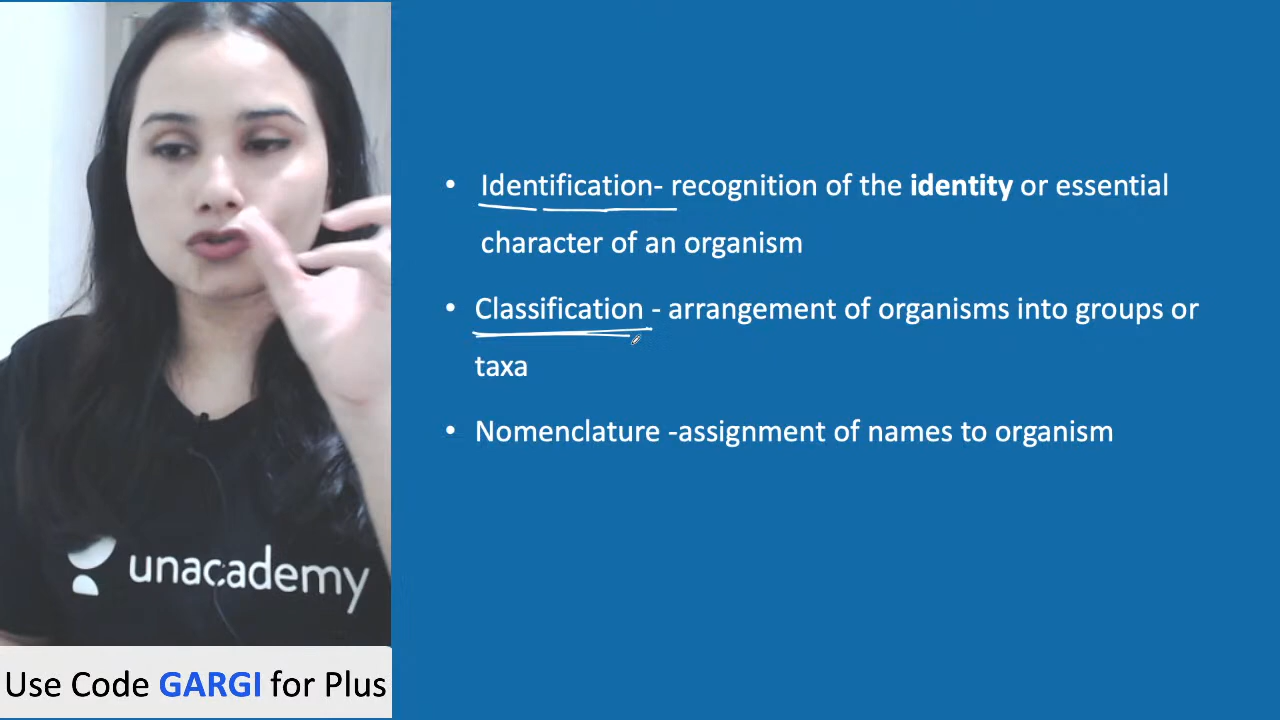 • Identification- recognition of the identity or essential
character of an organism
• Classification - arrangement of organisms into groups or
taxa
• Nomenclature -assignment of names to organism
unacademy
Use Code GARGI for Plus